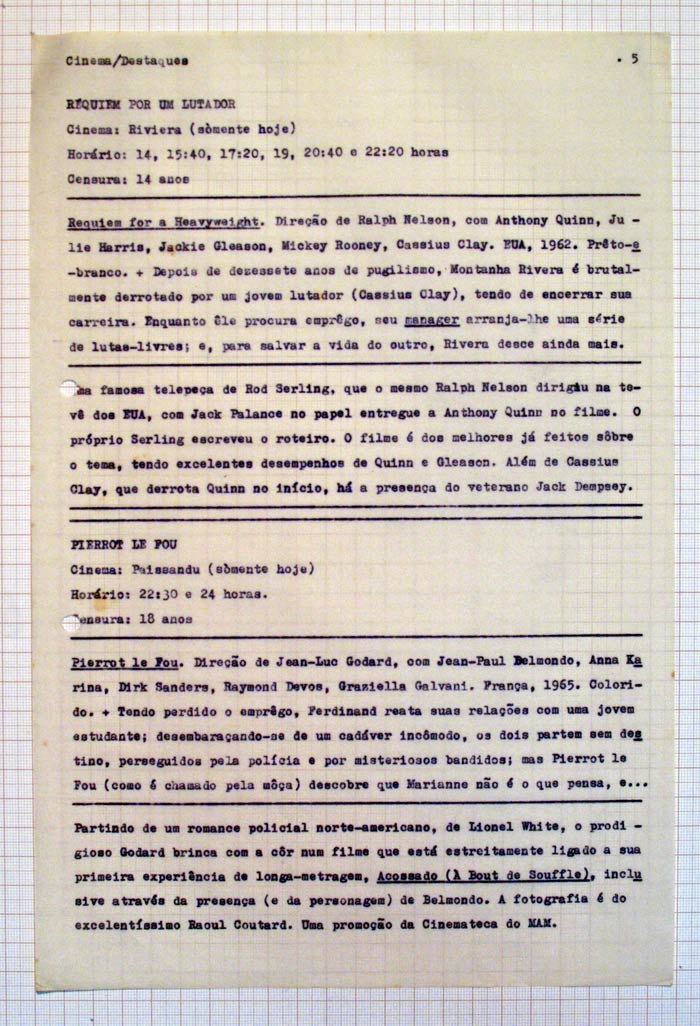 Cinema/Destaques . 5
RÉQUIEM POR UM LUTADOR
Cinema: Riviera (sòmente hoje)
Horário: 14, 15:40, 17:20, 19, 20:40 e 22:20 horas
Censura: 14 anos
Requiem for a Heavyweight. Direção de Ralph Nelson, com Anthony Quinn, Ju -
lie Harris, Jackie Gleason, Mickey Rooney, Cassius Clay. EUA, 1962. Prêto-e
-branco. + Depois de dezessete anos de pugilismo, Montanha Rivera é brutal-
mente derrotado por um jovem lutador (Cassius Clay), tendo de encerrar sua
carreira. Enquanto êle procura emprêgo, seu manager arranja-lhe uma série
de lutas-livres; e, para salvar a vida do outro, Rivera desce ainda mais.
ma famosa telepeça de Rod Serling, que o mesmo Ralph Nelson dirigiu na te-
vê dos EUA, com Jack Palance no papel entregue a Anthony Quinn no filme. O
próprio Serling escreveu o roteiro. O filme é dos melhores já feitos sôbre
o tema, tendo excelentes desempenhos de Quinn e Gleason. Além de Cassius
Clay, que derrota Quinn no início, há a presença do veterano Jack Dempsey.
PIERROT LE FOU
Cinema: Paissandu (sòmente hoje)
Horário: 22:30 e 24 horas.
ensura: 18 anos
Pierrot le Fou. Direção de Jean-Luc Godard, com Jean-Paul Belmondo, Anna Ka
rina, Dirk Sanders, Raymond Devos, Graziella Galvani. França, 1965. Colori-
do. + Tendo perdido o emprêgo, Ferdinand reata suas relações com uma jovem
estudante; desembaraçando-se de um cadáver incômodo, os dois partem sem des
tino, perseguidos pela polícia e por misteriosos bandidos; mas Pierrot le
Fou (como é chamado pela môça) descobre que Marianne não é o que pensa, e...
Partindo de um romance policial norte-americano, de Lionel White, o prodi -
gioso Godard brinca com a côr num filme que está estreitamente ligado a sua
primeira experiência de longa-metragem, Acossado (À Bout de Souffle), inclu
sive através da presença (e da personagem) de Belmondo. A fotografia é do
excelentíssimo Raoul Coutard. Uma promoção da Cinemateca do MAM.